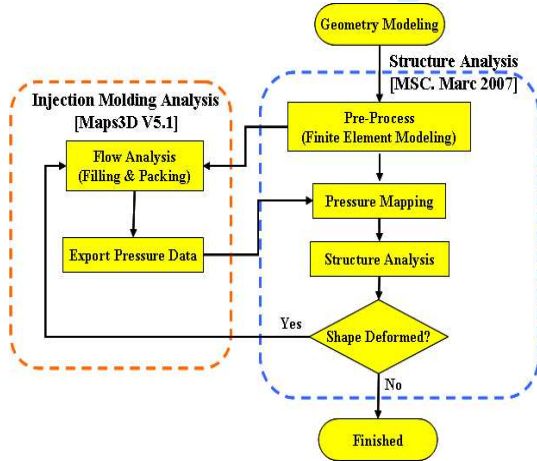 Geometry Modeling
Structure Analysis
[MSC. Marc 2007]
Injection Molding Analysis
[Maps3D V5.1]
Pre-Process
(Finite Element Modeling)
Flow Analysis
(Filling & Packing)
Pressure Mapping
Export Pressure Data
Structure Analysis
Yes
Shape Deformed?
No
Finished